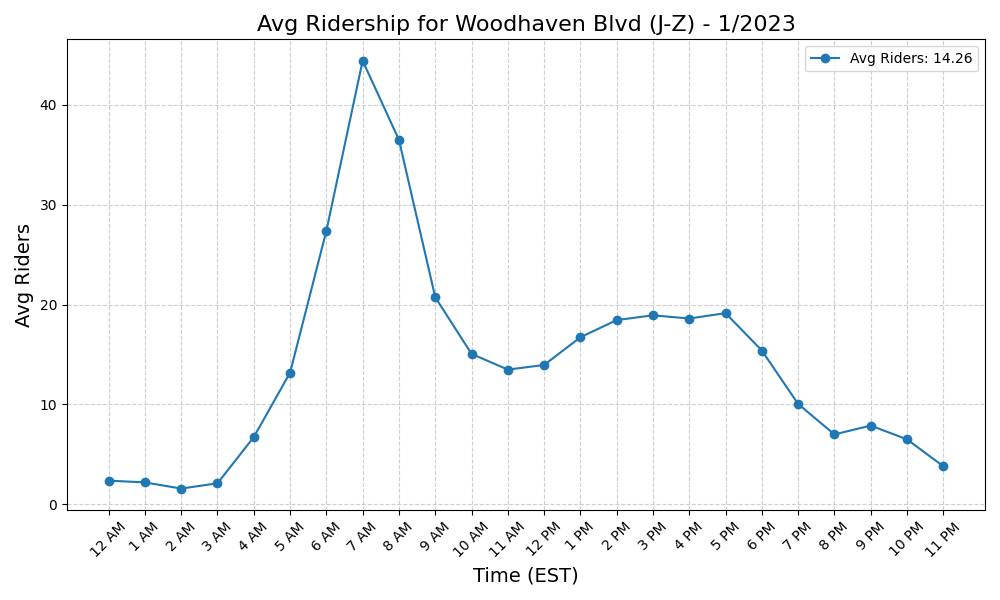 Avg Ridership for Woodhaven Blvd (J-Z) - 1/2023
Avg Riders: 14.26
Avg Riders
40
30
20
10
0
12 AM
1 AM
2 AM
3 AM
4 AM
5 AM
6 AM
7 AM
8 AM
9 AM
10 AM
11 AM
12 PM
1 PM
2 PM
3 PM
4 PM
5 PM
6 PM
7 PM
8 PM
9 PM
10 PM
11 PM
Time (EST)